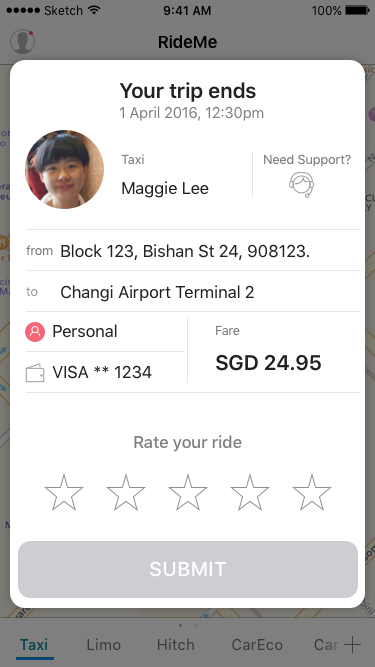 ●●●●● Sketch 9:41 AM 100%
RideMe
Your trip ends
1 April 2016, 12:30pm
Taxi
Need Support?
Maggie Lee
from Block 123, Bishan St 24, 908123.
to Changi Airport Terminal 2
Personal
Fare
VISA ** 1234
SGD 24.95
Rate your ride
SUBMIT
Taxi Limo Hitch CarEco Car